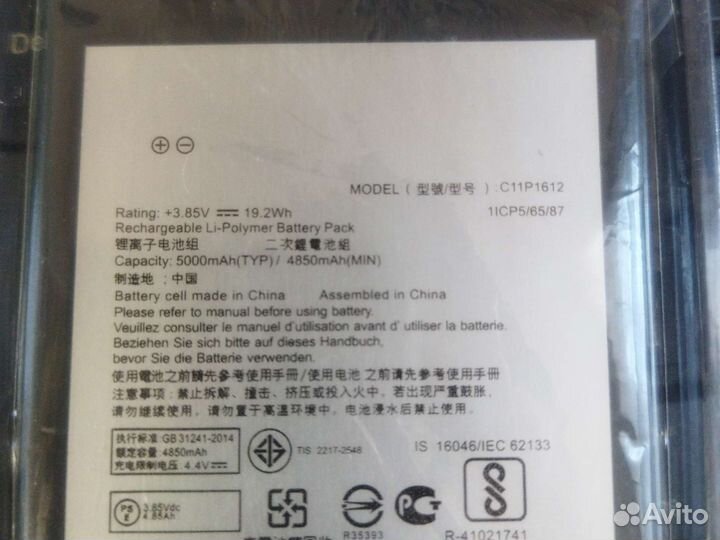 De
MODEL ( 型號/型号 ) :C11P1612
Rating: +3.85V 19.2Wh 1ICP5/65/87
Rechargeable Li-Polymer Battery Pack
锂离子电池组 二次鋰電池組
Capacity: 5000mAh(TYP)/ 4850mAh(MIN)
制造地: 中国
Battery cell made in China Assembled in China
Please refer to manual before using battery.
Veuillez consulter le manuel d'utilisation avant d' utiliser la batterie.
Beziehen Sie sich bitte auf dieses Handbuch,
bevor Sie die Batterie verwenden.
使用電池之前請先參考使用手冊/使用电池 之前请先参考使用手册
注意事项: 禁止拆解、撞击、挤压或投入火中。若出现严重鼓胀,
请勿继续使用。请勿置于高温环境中。电池浸水后禁止使用。
执行标准 GB 31241-2014
额定容量: 4850mAh
充电限制电压: 4.4V
TIS 2217-2548
IS 16046/IEC 62133
PS
E
3.85Vdc
4.85Ah
R35393
R-41021741
Avito